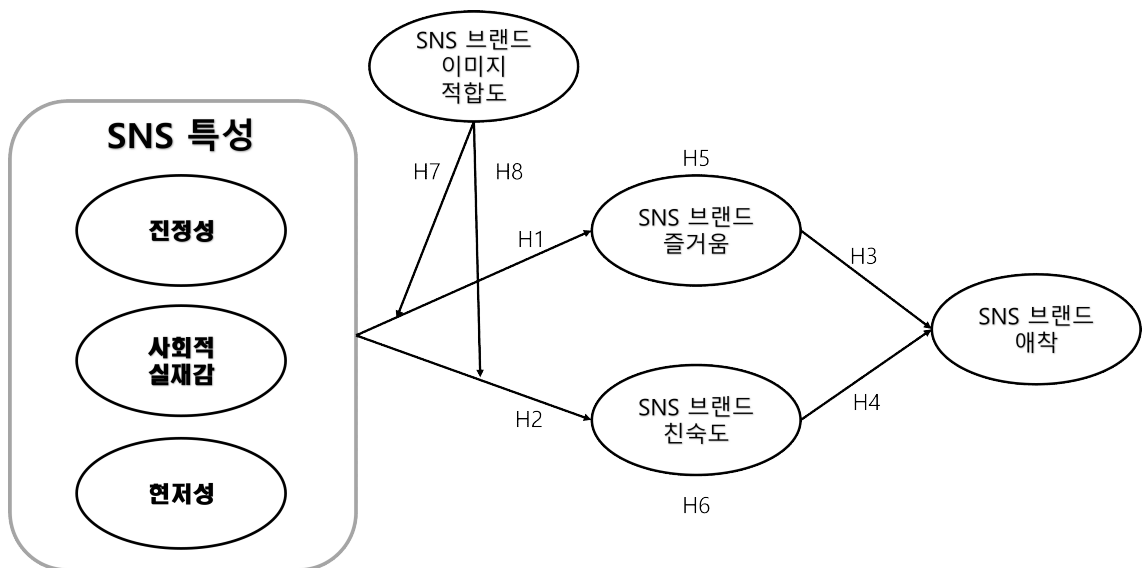 SNS 브랜드
이미지
적합도
SNS 특성
진정성
사회적
실재감
현저성
H7
H8
H1
H2
H5
SNS 브랜드
즐거움
SNS 브랜드
친숙도
H6
H3
H4
SNS 브랜드
애착